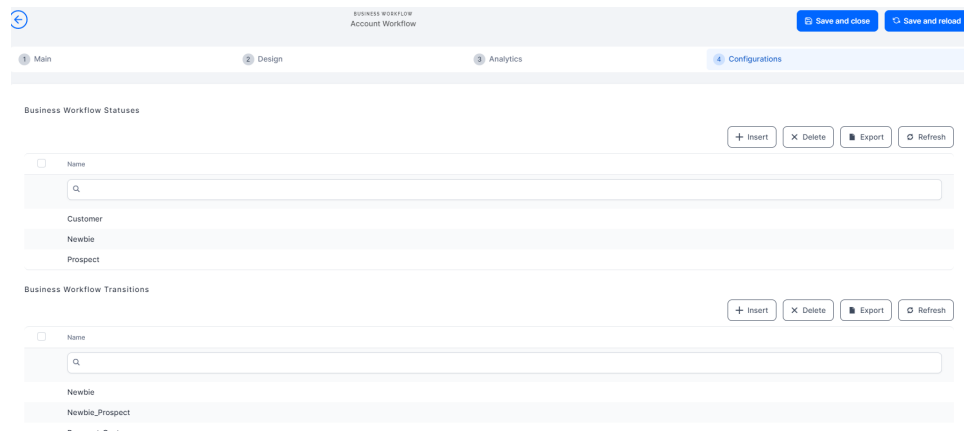 BUSINESS WORKFLOW
Account Workflow
Save and close
Save and reload
1 Main
2 Design
3 Analytics
4 Configurations
Business Workflow Statuses
Insert
Delete
Export
Refresh
Name
Customer
Newbie
Prospect
Business Workflow Transitions
Insert
Delete
Export
Refresh
Name
Newbie
Newbie_Prospect